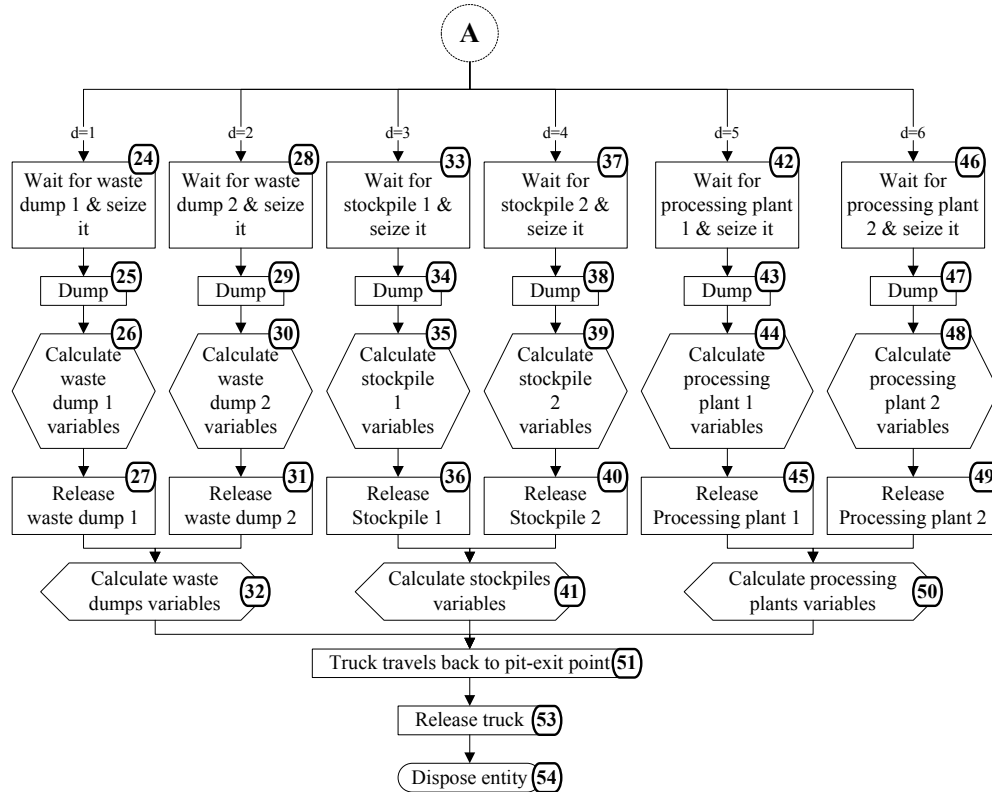 A
d=1
d=2
d=3
d=4
d=5
d=6
24
Wait for waste
dump 1 & seize
it
28
Wait for waste
dump 2 & seize
it
33
Wait for
stockpile 1 &
seize it
37
Wait for
stockpile 2 &
seize it
42
Wait for
processing plant
1 & seize it
46
Wait for
processing plant
2 & seize it
25
Dump
29
Dump
34
Dump
38
Dump
43
Dump
47
Dump
26
Calculate
waste
dump 1
variables
30
Calculate
waste
dump 2
variables
35
Calculate
stockpile
1
variables
39
Calculate
stockpile
2
variables
44
Calculate
processing
plant 1
variables
48
Calculate
processing
plant 2
variables
27
Release
waste dump 1
31
Release
waste dump 2
36
Release
Stockpile 1
40
Release
Stockpile 2
45
Release
Processing plant 1
49
Release
Processing plant 2
Calculate waste
dumps variables
32
Calculate stockpiles
variables
41
Calculate processing
plants variables
50
Truck travels back to pit-exit point
51
Release truck
53
Dispose entity
54